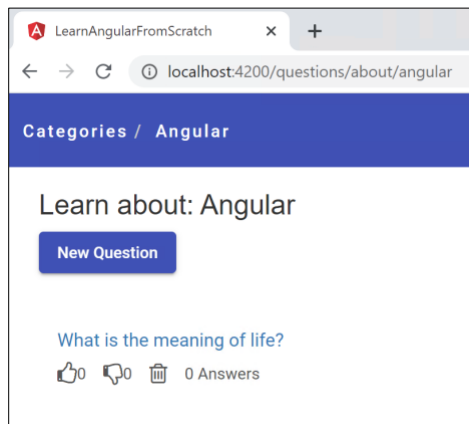 LearnAngularFromScratch
localhost:4200/questions/about/angular
Categories / Angular
Learn about: Angular
New Question
What is the meaning of life?
0 0 0 Answers